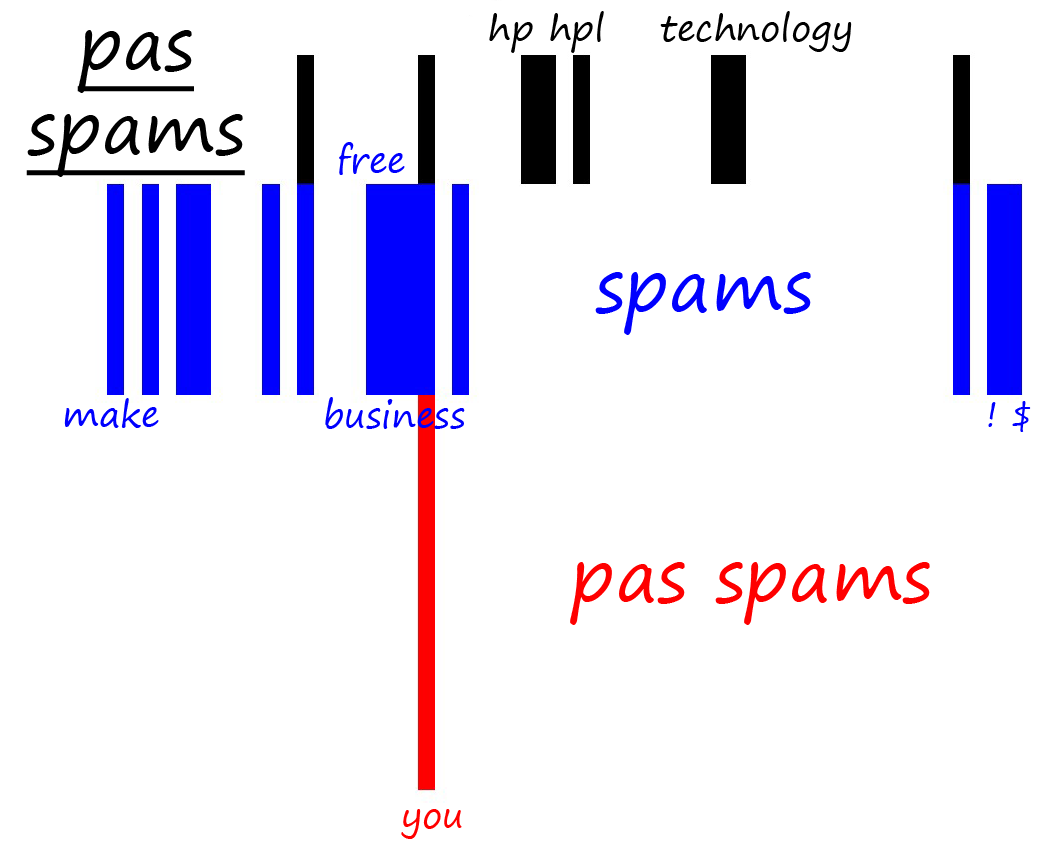 pas
spams
hp hpl technology
free
spams
make business ! $
pas spams
you